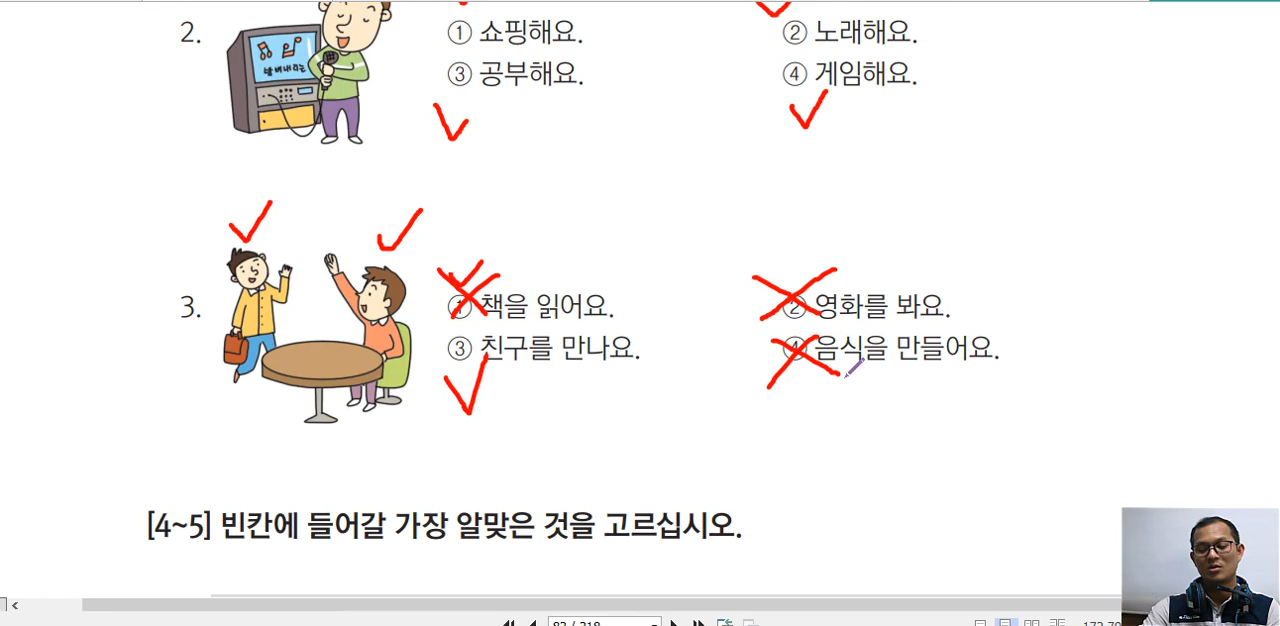 2.
① 쇼핑해요. ② 노래해요.
③ 공부해요. ④ 게임해요.
3.
① 책을 읽어요. ② 영화를 봐요.
③ 친구를 만나요. ④ 음식을 만들어요.
[4~5] 빈칸에 들어갈 가장 알맞은 것을 고르십시오.